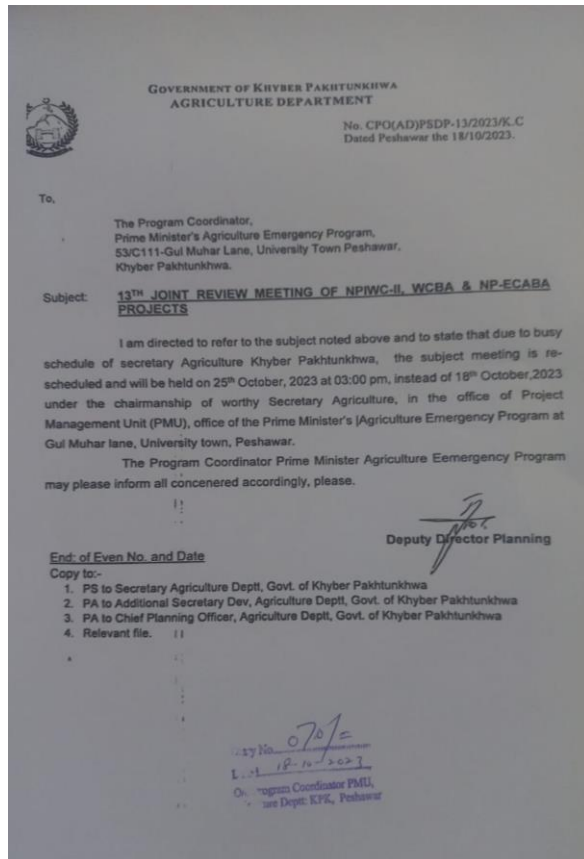 GOVERNMENT OF KHYBER PAKHTUNKHWA
AGRICULTURE DEPARTMENT
No. CPO(AD)PSDP-13/2023/K.C
Dated Peshawar the 18/10/2023.
To,
The Program Coordinator,
Prime Minister's Agriculture Emergency Program,
53/C111-Gul Muhar Lane, University Town Peshawar,
Khyber Pakhtunkhwa.
Subject: 13TH JOINT REVIEW MEETING OF NPIWC-II, WCBA & NP-ECABA
PROJECTS
I am directed to refer to the subject noted above and to state that due to busy
schedule of secretary Agriculture Khyber Pakhtunkhwa, the subject meeting is re-
scheduled and will be held on 25th October, 2023 at 03:00 pm, instead of 18th October,2023
under the chairmanship of worthy Secretary Agriculture, in the office of Project
Management Unit (PMU), office of the Prime Minister's |Agriculture Emergency Program at
Gul Muhar lane, University town, Peshawar.
The Program Coordinator Prime Minister Agriculture Eemergency Program
may please inform all concenered accordingly, please.
Deputy Director Planning
End: of Even No. and Date
Copy to:-
1. PS to Secretary Agriculture Deptt, Govt. of Khyber Pakhtunkhwa
2. PA to Additional Secretary Dev, Agriculture Deptt, Govt. of Khyber Pakhtunkhwa
3. PA to Chief Planning Officer, Agriculture Deptt, Govt. of Khyber Pakhtunkhwa
4. Relevant file.
No.
18-10-2023
Coordinator PMU,
Deptt: KPK, Peshawar